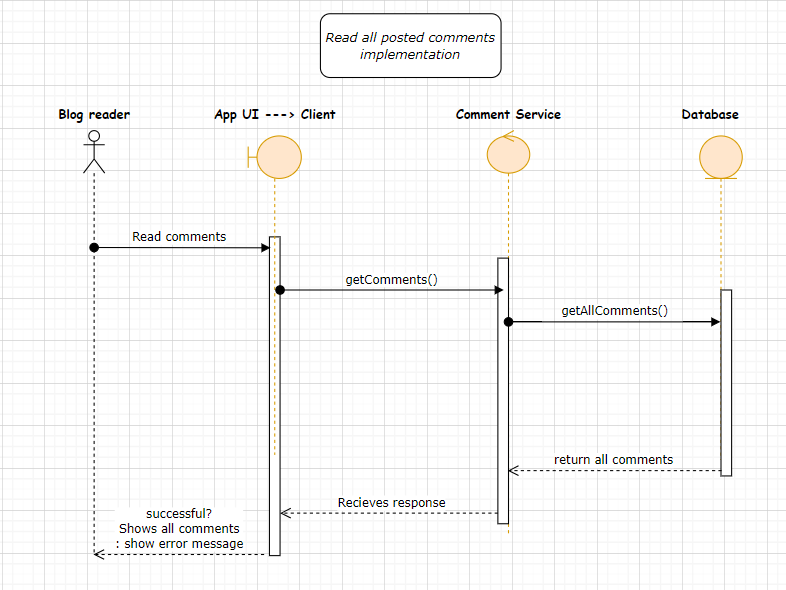 Read all posted comments
implementation
Blog reader
App UI ---> Client
Comment Service
Database
Read comments
getComments()
getAllComments()
return all comments
Recieves response
successful?
Shows all comments
: show error message